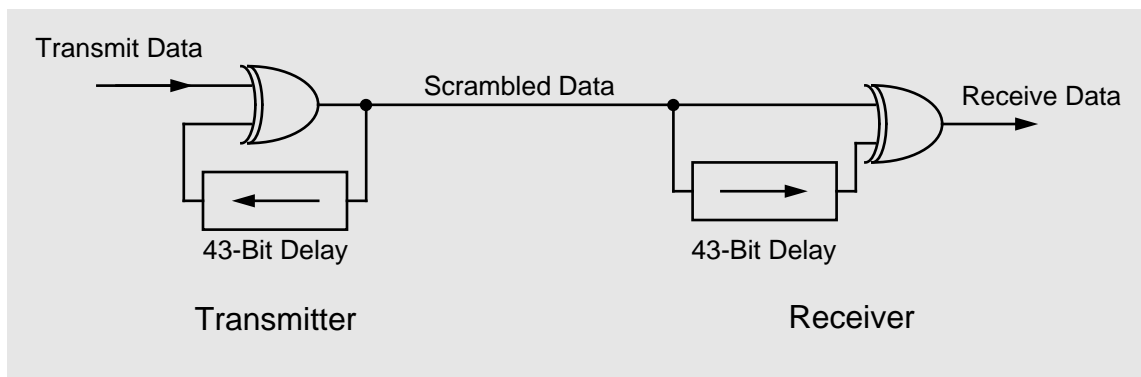 Transmit Data
Scrambled Data
Receive Data
43-Bit Delay
43-Bit Delay
Transmitter
Receiver